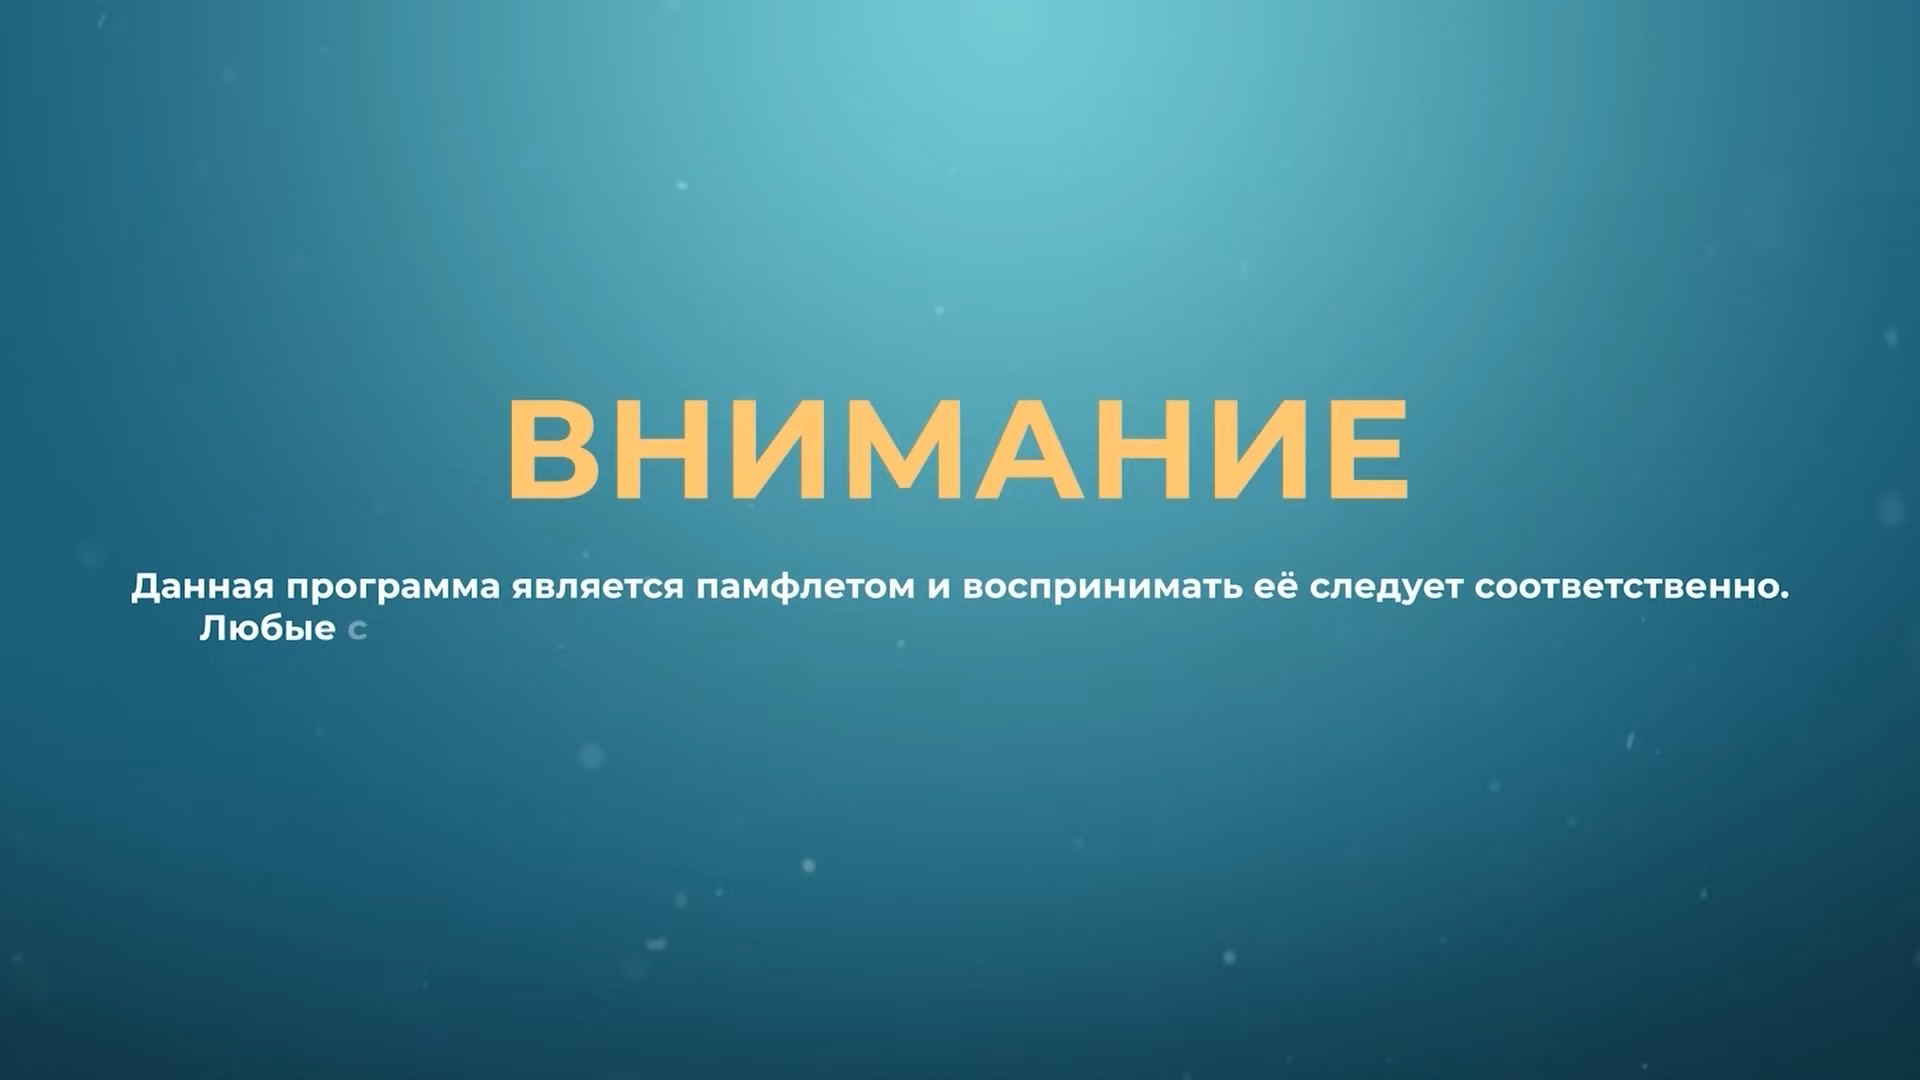 ВНИМАНИЕ
Данная программа является памфлетом и воспринимать её следует соответственно.
Любые с